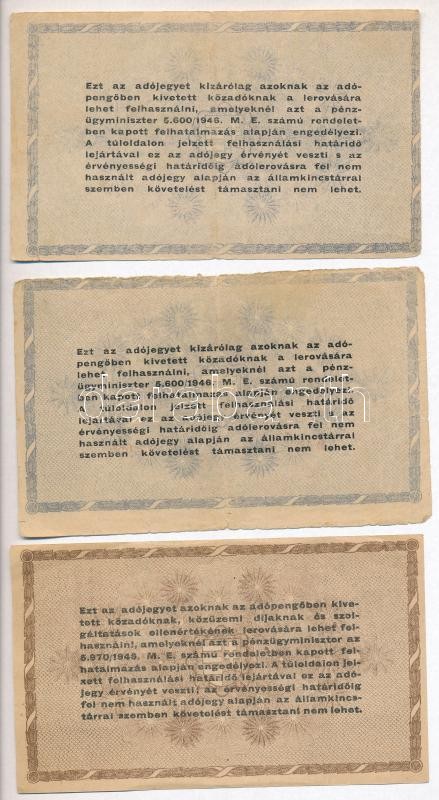 Ezt az adójegyet kizárólag azoknak az adó-
pengőben kivetett közadóknak a lerovására
lehet felhasználni, amelyeknél azt a pénz-
ügyminiszter 5.600/1946. M. E. számú rendelet-
ben kapott felhatalmazás alapján engedélyezi.
A túloldalon jelzett felhasználási határidő
lejártával ez az adójegy érvényét veszti s az
érvényességi határidőig adólerovásra fel nem
használt adójegy alapján az államkincstárral
szemben követelést támasztani nem lehet.
Ezt az adójegyet kizárólag azoknak az adó-
pengőben kivetett közadóknak a lerovására
lehet felhasználni, amelyeknél azt a pénz-
ügyminiszter 5.600/1946. M. E. számú rendelet-
ben kapott felhatalmazás alapján engedélyezi.
A túloldalon jelzett felhasználási határidő
lejártával ez az adójegy érvényét veszti s az
érvényességi határidőig adólerovásra fel nem
használt adójegy alapján az államkincstárral
szemben követelést támasztani nem lehet.
Ezt az adójegyet azoknak az adópengőben kive-
tett közadóknak, közüzemi díjaknak és szol-
gáltatások ellenértékének lerovására lehet fel-
használni, amelyeknél azt a pénzügyminiszter az
5.970/1946. M. E. számú rendeletben kapott felha-
talmazás alapján engedélyezi. A túloldalon jel-
zett felhasználási határidő lejártával ez az adó-
jegy érvényét veszti; az érvényességi határidőig
fel nem használt adójegy alapján az államkincs-
tárral szemben követelést támasztani nem lehet.